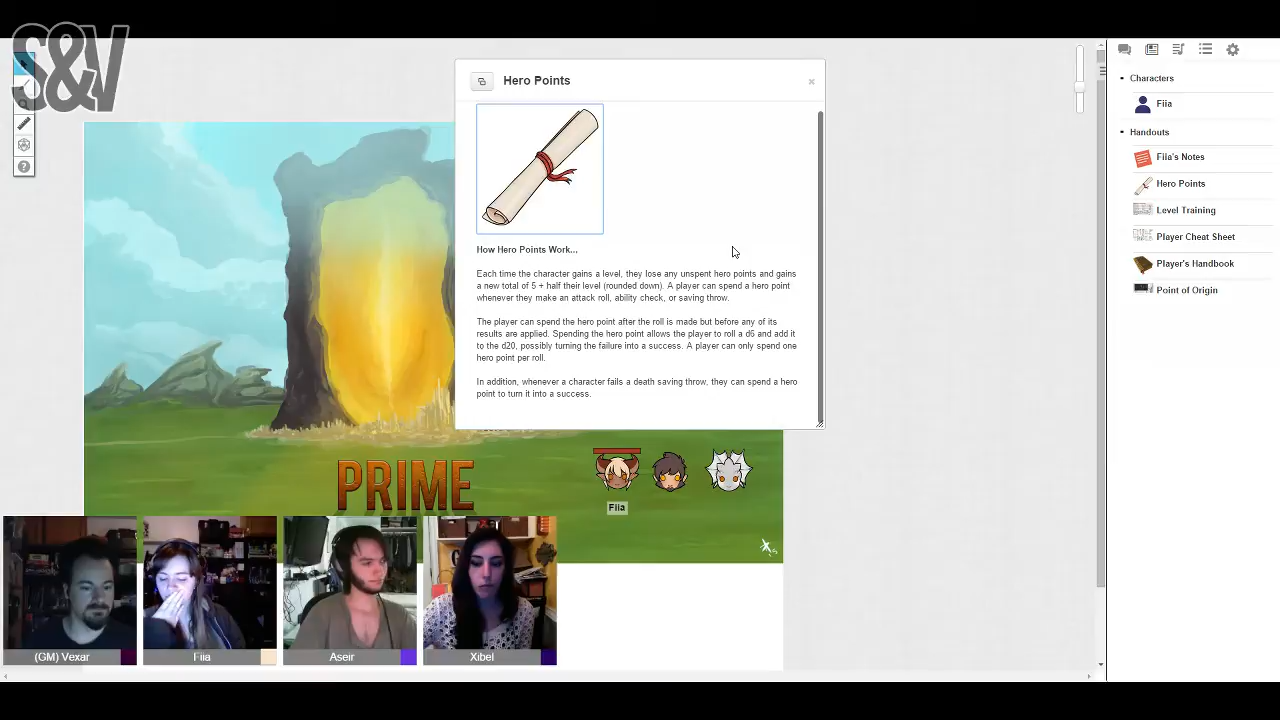 S&V
Hero Points
How Hero Points Work...
Each time the character gains a level, they lose any unspent hero points and gains
a new total of 5 + half their level (rounded down). A player can spend a hero point
whenever they make an attack roll, ability check, or saving throw.
The player can spend the hero point after the roll is made but before any of its
results are applied. Spending the hero point allows the player to roll a d6 and add it
to the d20, possibly turning the failure into a success. A player can only spend one
hero point per roll.
In addition, whenever a character fails a death saving throw, they can spend a hero
point to turn it into a success.
PRIME
Fiia
(GM) Vexar
Fiia
Aseir
Xibel
Characters
Fiia
Handouts
Fiia's Notes
Hero Points
Level Training
Player Cheat Sheet
Player's Handbook
Point of Origin